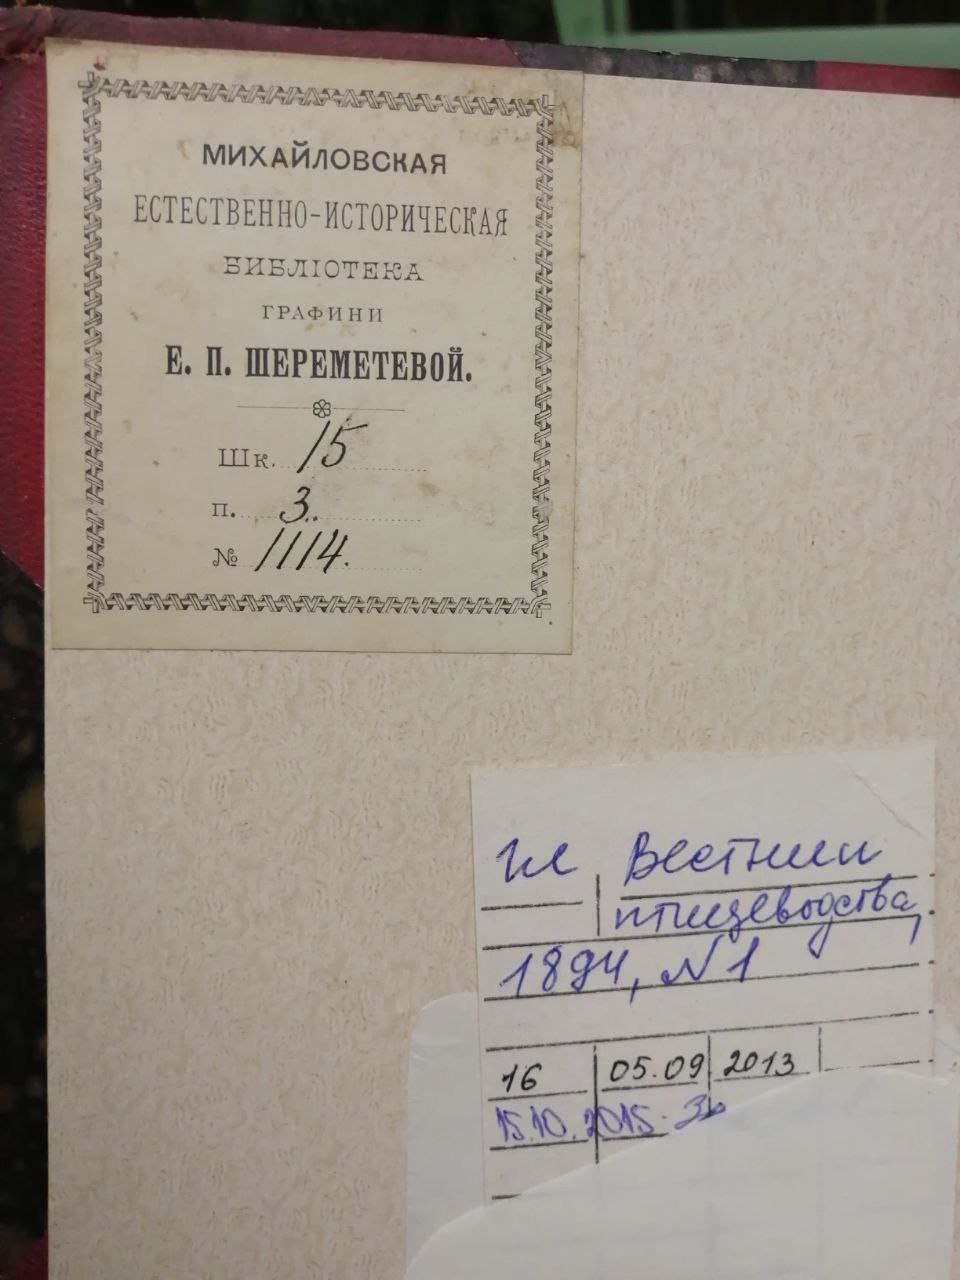 МИХАЙЛОВСКАЯ
ЕСТЕСТВЕННО-ИСТОРИЧЕСКАЯ
БИБЛІОТЕКА
ГРАФИНИ
Е. П. ШЕРЕМЕТЕВОЙ.
Шк. 15
п. 3.
№ 1114.
Вестник
птицеводства,
1894, N1
16 05.09 2013
15.10.2015